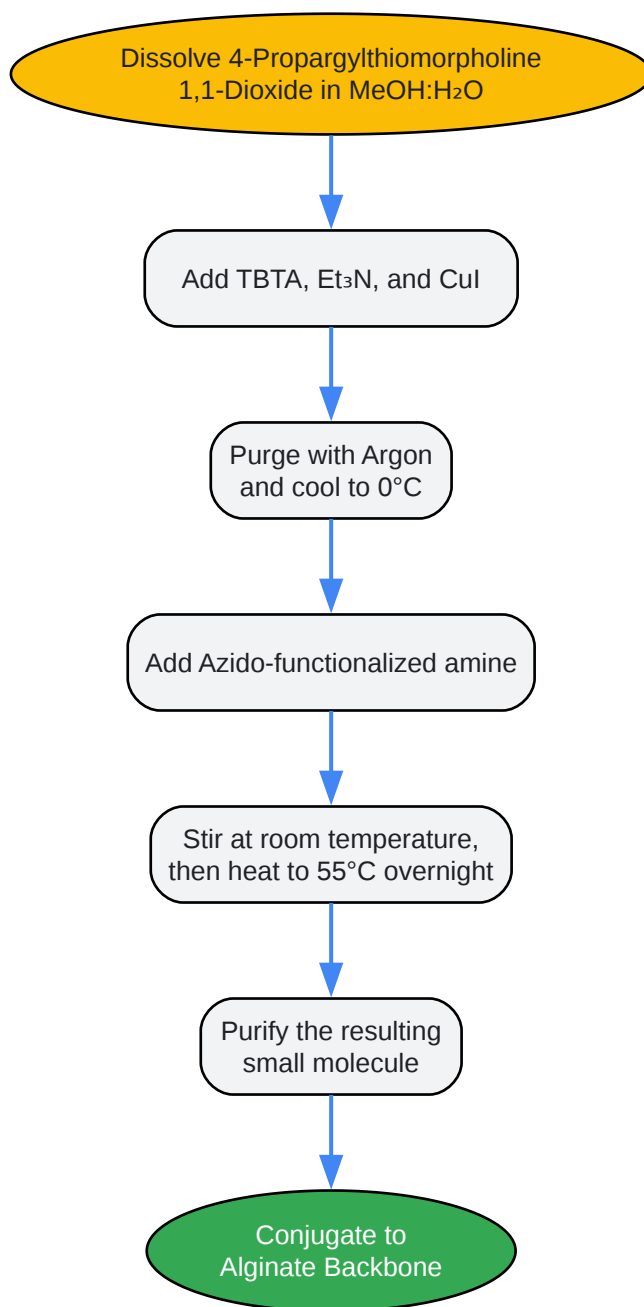 Dissolve 4-Propargylthiomorpholine
1,1-Dioxide in MeOH:H₂O
Add TBTA, Et₃N, and CuI
Purge with Argon
and cool to 0°C
Add Azido-functionalized amine
Stir at room temperature,
then heat to 55°C overnight
Purify the resulting
small molecule
Conjugate to
Alginate Backbone